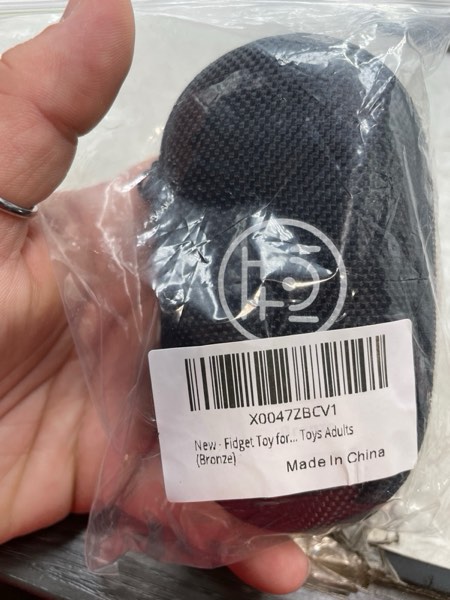 X0047ZBCV1
New - Fidget Toy for... Toys Adults
(Bronze)
Made In China